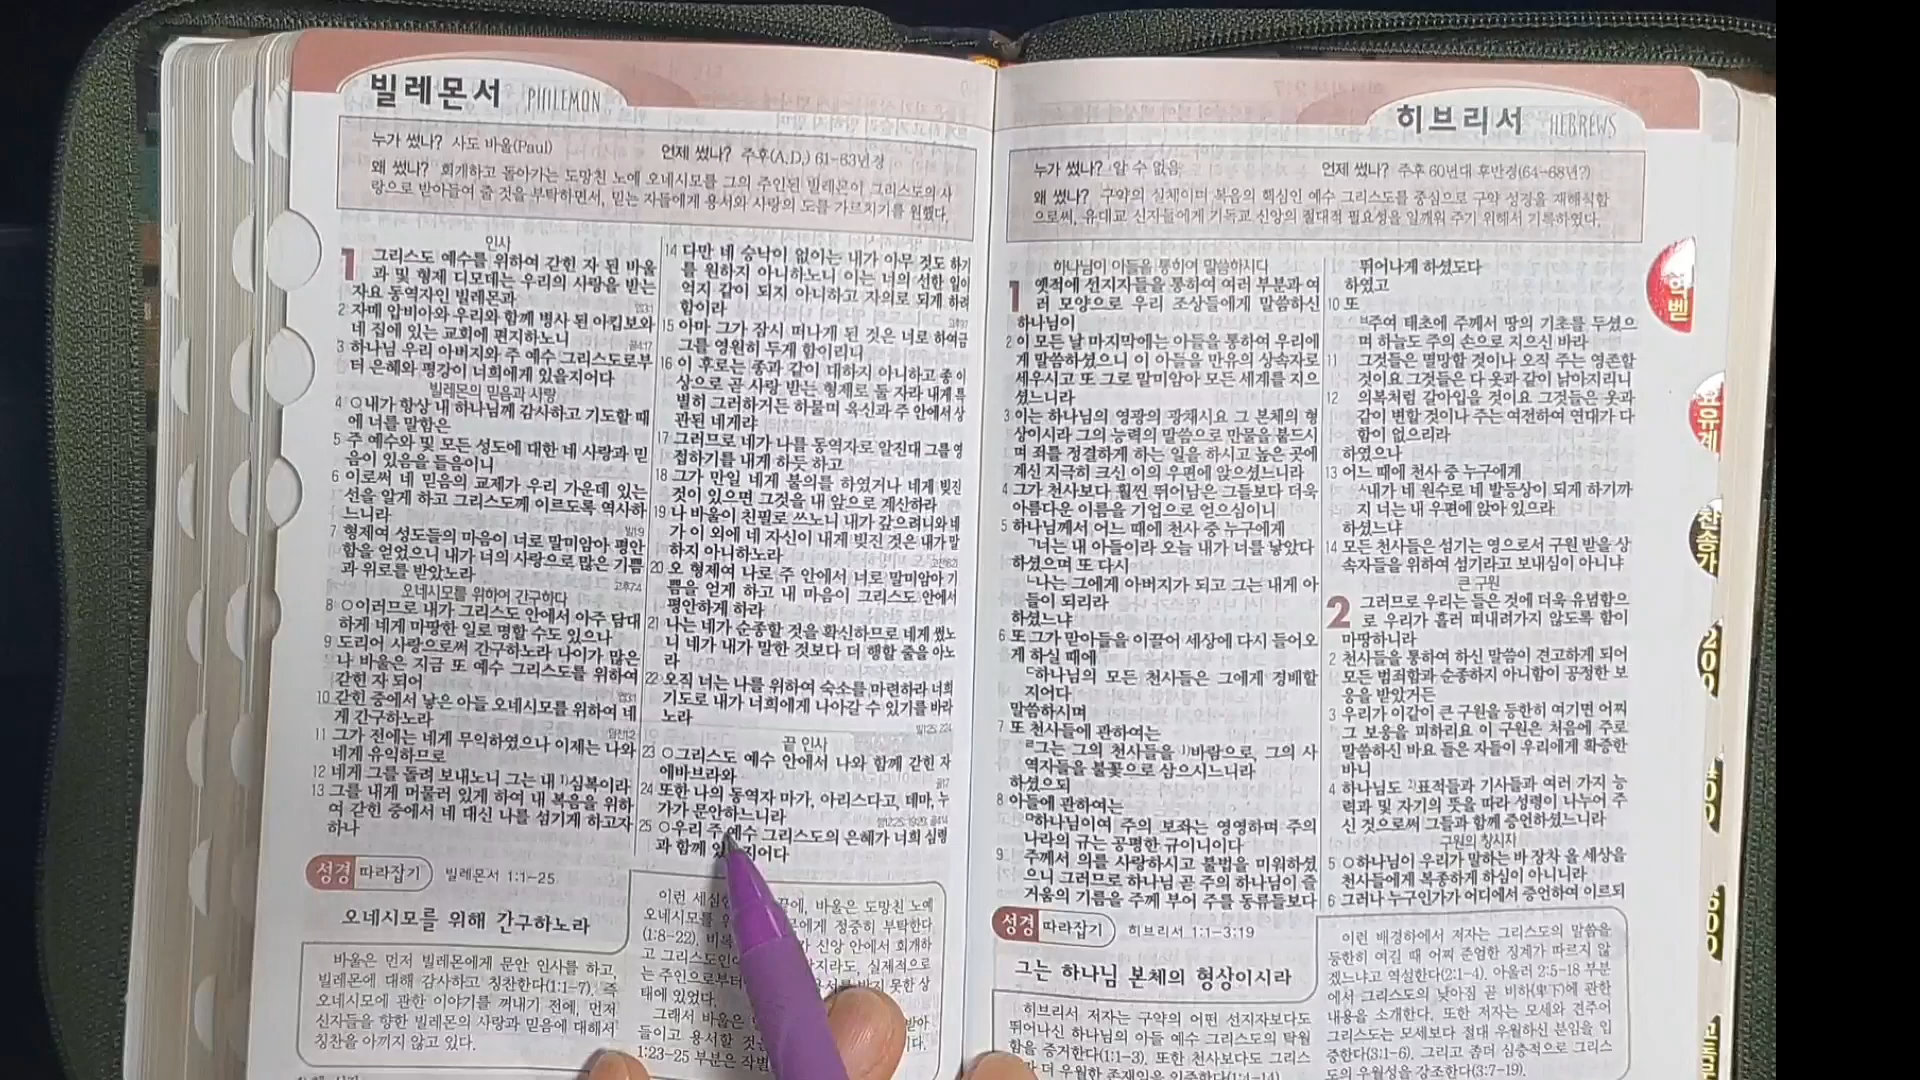 빌레몬서 PHILEMON
누가 썼나? 사도 바울(Paul) 언제 썼나? 주후(A.D.) 61-63년경
왜 썼나? 회개하고 돌아가는 도망친 노예 오네시모를 그의 주인된 빌레몬이 그리스도의 사
랑으로 받아들여 줄 것을 부탁하면서, 믿는 자들에게 용서와 사랑의 도를 가르치기를 원했다.
인사
1 그리스도 예수를 위하여 갇힌 자 된 바울
과 및 형제 디모데는 우리의 사랑을 받는
자요 동역자인 빌레몬과
2 자매 압비아와 우리와 함께 병사 된 아킵보와
네 집에 있는 교회에 편지하노니
3 하나님 우리 아버지와 주 예수 그리스도로부
터 은혜와 평강이 너희에게 있을지어다
빌레몬의 믿음과 사랑
4 ○내가 항상 내 하나님께 감사하고 기도할 때
에 너를 말함은
5 주 예수와 및 모든 성도에 대한 네 사랑과 믿
음이 있음을 들음이니
6 이로써 네 믿음의 교제가 우리 가운데 있는
선을 알게 하고 그리스도께 이르도록 역사하
느니라
7 형제여 성도들의 마음이 너로 말미암아 평안
함을 얻었으니 내가 너의 사랑으로 많은 기쁨
과 위로를 받았노라
오네시모를 위하여 간구하다
8 ○이러므로 내가 그리스도 안에서 아주 담대
하게 네게 마땅한 일로 명할 수도 있으나
9 도리어 사랑으로써 간구하노라 나이가 많은
나 바울은 지금 또 예수 그리스도를 위하여
갇힌 자 되어
10 갇힌 중에서 낳은 아들 오네시모를 위하여 네
게 간구하노라
11 그가 전에는 네게 무익하였으나 이제는 나와
네게 유익하므로
12 네게 그를 돌려 보내노니 그는 내 1)심복이라
13 그를 내게 머물러 있게 하여 내 복음을 위하
여 갇힌 중에서 네 대신 나를 섬기게 하고자
하나
14 다만 네 승낙이 없이는 내가 아무 것도 하기
를 원하지 아니하노니 이는 너의 선한 일이
억지 같이 되지 아니하고 자의로 되게 하려
함이라
15 아마 그가 잠시 떠나게 된 것은 너로 하여금
그를 영원히 두게 함이리니
16 이 후로는 종과 같이 대하지 아니하고 종 이
상으로 곧 사랑 받는 형제로 둘 자라 내게 특
별히 그러하거든 하물며 육신과 주 안에서 상
관된 네게랴
17 그러므로 네가 나를 동역자로 알진대 그를 영
접하기를 내게 하듯 하고
18 그가 만일 네게 불의를 하였거나 네게 빚진
것이 있으면 그것을 내 앞으로 계산하라
19 나 바울이 친필로 쓰노니 내가 갚으려니와 네
가 이 외에 네 자신이 내게 빚진 것은 내가 말
하지 아니하노라
20 오 형제여 나로 주 안에서 너로 말미암아 기
쁨을 얻게 하고 내 마음이 그리스도 안에서
평안하게 하라
21 나는 네가 순종할 것을 확신하므로 네게 썼노
니 네가 내가 말한 것보다 더 행할 줄을 아노
라
22 오직 너는 나를 위하여 숙소를 마련하라 너희
기도로 내가 너희에게 나아갈 수 있기를 바라
노라
끝 인사
23 ○그리스도 예수 안에서 나와 함께 갇힌 자
에바브라와
24 또한 나의 동역자 마가, 아리스다고, 데마, 누
가가 문안하느니라
25 ○우리 주 예수 그리스도의 은혜가 너희 심령
과 함께 지어다
성경 따라잡기 빌레몬서 1:1-25
오네시모를 위해 간구하노라
바울은 먼저 빌레몬에게 문안 인사를 하고,
빌레몬에 대해 감사하고 칭찬한다(1:1-7). 즉
오네시모에 관한 이야기를 꺼내기 전에, 먼저
신자들을 향한 빌레몬의 사랑과 믿음에 대해서
칭찬을 아끼지 않고 있다.
이런 끝에, 바울은 도망친 노예
오네시모를 정중히 부탁한다
(1:8-22). 신앙 안에서 회개하
고 실제적으로
는 받지 못한 상
태에 있었다.
그래서 바울은 받아
들이고 용서할
1:23-25 부분은
히브리서 HEBREWS
누가 썼나? 알 수 없음 언제 썼나? 주후 60년대 후반경(64-68년?)
왜 썼나? 구약의 실체이며 복음의 핵심인 예수 그리스도를 중심으로 구약 성경을 재해석함
으로써, 유대교 신자들에게 기독교 신앙의 절대적 필요성을 일깨워 주기 위해서 기록하였다.
하나님이 아들을 통하여 말씀하시다
1 옛적에 선지자들을 통하여 여러 부분과 여
러 모양으로 우리 조상들에게 말씀하신
하나님이
2 이 모든 날 마지막에는 아들을 통하여 우리에
게 말씀하셨으니 이 아들을 만유의 상속자로
세우시고 또 그로 말미암아 모든 세계를 지으
셨느니라
3 이는 하나님의 영광의 광채시요 그 본체의 형
상이시라 그의 능력의 말씀으로 만물을 붙드시
며 죄를 정결하게 하는 일을 하시고 높은 곳에
계신 지극히 크신 이의 우편에 앉으셨느니라
4 그가 천사보다 훨씬 뛰어남은 그들보다 더욱
아름다운 이름을 기업으로 얻으심이니
5 하나님께서 어느 때에 천사 중 누구에게
ㄱ너는 내 아들이라 오늘 내가 너를 낳았다
하셨으며 또 다시
ㄴ나는 그에게 아버지가 되고 그는 내게 아
들이 되리라
하셨느냐
6 또 그가 맏아들을 이끌어 세상에 다시 들어오
게 하실 때에
ㄷ하나님의 모든 천사들은 그에게 경배할
지어다
말씀하시며
7 또 천사들에 관하여는
ㄹ그는 그의 천사들을 1)바람으로, 그의 사
역자들을 불꽃으로 삼으시느니라
하셨으되
8 아들에 관하여는
ㅁ하나님이여 주의 보좌는 영영하며 주의
나라의 규는 공평한 규이니이다
9 주께서 의를 사랑하시고 불법을 미워하셨
으니 그러므로 하나님 곧 주의 하나님이 즐
거움의 기름을 주께 부어 주를 동류들보다
뛰어나게 하셨도다
하였고
10 또
ㅂ주여 태초에 주께서 땅의 기초를 두셨으
며 하늘도 주의 손으로 지으신 바라
11 그것들은 멸망할 것이나 오직 주는 영존할
것이요 그것들은 다 옷과 같이 낡아지리니
12 의복처럼 갈아입을 것이요 그것들은 옷과
같이 변할 것이나 주는 여전하여 연대가 다
함이 없으리라
하였으나
13 어느 때에 천사 중 누구에게
ㅅ내가 네 원수로 네 발등상이 되게 하기까
지 너는 내 우편에 앉아 있으라
하셨느냐
14 모든 천사들은 섬기는 영으로서 구원 받을 상
속자들을 위하여 섬기라고 보내심이 아니냐
큰 구원
2 그러므로 우리는 들은 것에 더욱 유념함으
로 우리가 흘러 떠내려가지 않도록 함이
마땅하니라
2 천사들을 통하여 하신 말씀이 견고하게 되어
모든 범죄함과 순종하지 아니함이 공정한 보
응을 받았거든
3 우리가 이같이 큰 구원을 등한히 여기면 어찌
그 보응을 피하리요 이 구원은 처음에 주로
말씀하신 바요 들은 자들이 우리에게 확증한
바니
4 하나님도 2)표적들과 기사들과 여러 가지 능
력과 및 자기의 뜻을 따라 성령이 나누어 주
신 것으로써 그들과 함께 증언하셨느니라
구원의 창시자
5 ○하나님이 우리가 말하는 바 장차 올 세상을
천사들에게 복종하게 하심이 아니니라
6 그러나 누구인가가 어디에서 증언하여 이르되
성경 따라잡기 히브리서 1:1-3:19
그는 하나님 본체의 형상이시라
히브리서 저자는 구약의 어떤 선지자보다도
뛰어나신 하나님의 아들 예수 그리스도의 탁월
함을 증거한다(1:1-3). 또한 천사보다도 그리스
더 우월한 존재임을 입증한다(1:4-14).
이런 배경하에서 저자는 그리스도의 말씀을
등한히 여길 때 어찌 준엄한 징계가 따르지 않
겠느냐고 역설한다(2:1-4). 아울러 2:5-18 부분
에서 그리스도의 낮아짐 곧 비하(卑下)에 관한
내용을 소개한다. 또한 저자는 모세와 견주어
그리스도는 모세보다 절대 우월하신 분임을 입
증한다(3:1-6). 그리고 좀더 심층적으로 그리스
도의 우월성을 강조한다(3:7-19).
히벧
요유계
찬송가
200
400
600
교독문